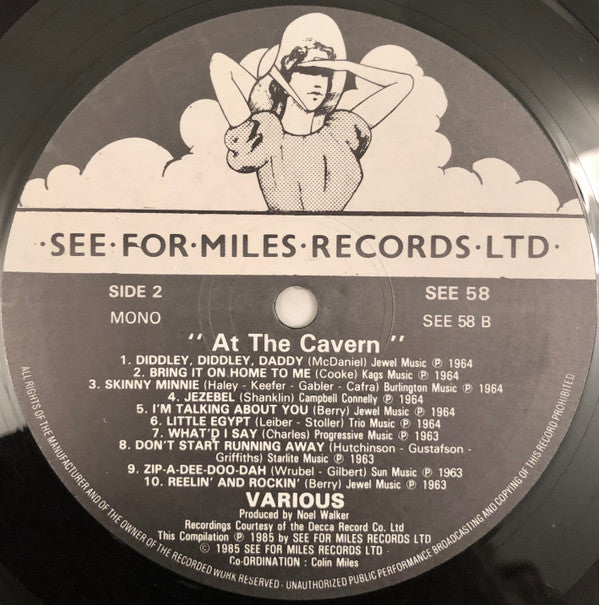 ·SEE·FOR·MILES·RECORDS·LTD·
SIDE 2
SEE 58
MONO
SEE 58 B
" At The Cavern "
1. DIDDLEY, DIDDLEY, DADDY (McDaniel) Jewel Music ℗ 1964
2. BRING IT ON HOME TO ME (Cooke) Kags Music ℗ 1964
3. SKINNY MINNIE (Haley - Keefer - Gabler - Cafra) Burlington Music ℗ 1964
4. JEZEBEL (Shanklin) Campbell Connelly ℗ 1964
5. I'M TALKING ABOUT YOU (Berry) Jewel Music ℗ 1964
6. LITTLE EGYPT (Leiber - Stoller) Trio Music ℗ 1964
7. WHAT'D I SAY (Charles) Progressive Music ℗ 1963
8. DON'T START RUNNING AWAY (Hutchinson - Gustafson -
Griffiths) Starlite Music ℗ 1963
9. ZIP-A-DEE-DOO-DAH (Wrubel - Gilbert) Sun Music ℗ 1963
10. REELIN' AND ROCKIN' (Berry) Jewel Music ℗ 1963
VARIOUS
Produced by Noel Walker
Recordings Courtesy of the Decca Record Co. Ltd
This Compilation ℗ 1985 by SEE FOR MILES RECORDS LTD
© 1985 SEE FOR MILES RECORDS LTD
Co-ORDINATION : Colin Miles
ALL RIGHTS OF THE MANUFACTURER AND OF THE OWNER OF THE RECORDED WORK RESERVED - UNAUTHORIZED PUBLIC PERFORMANCE BROADCASTING AND COPYING OF THIS RECORD PROHIBITED